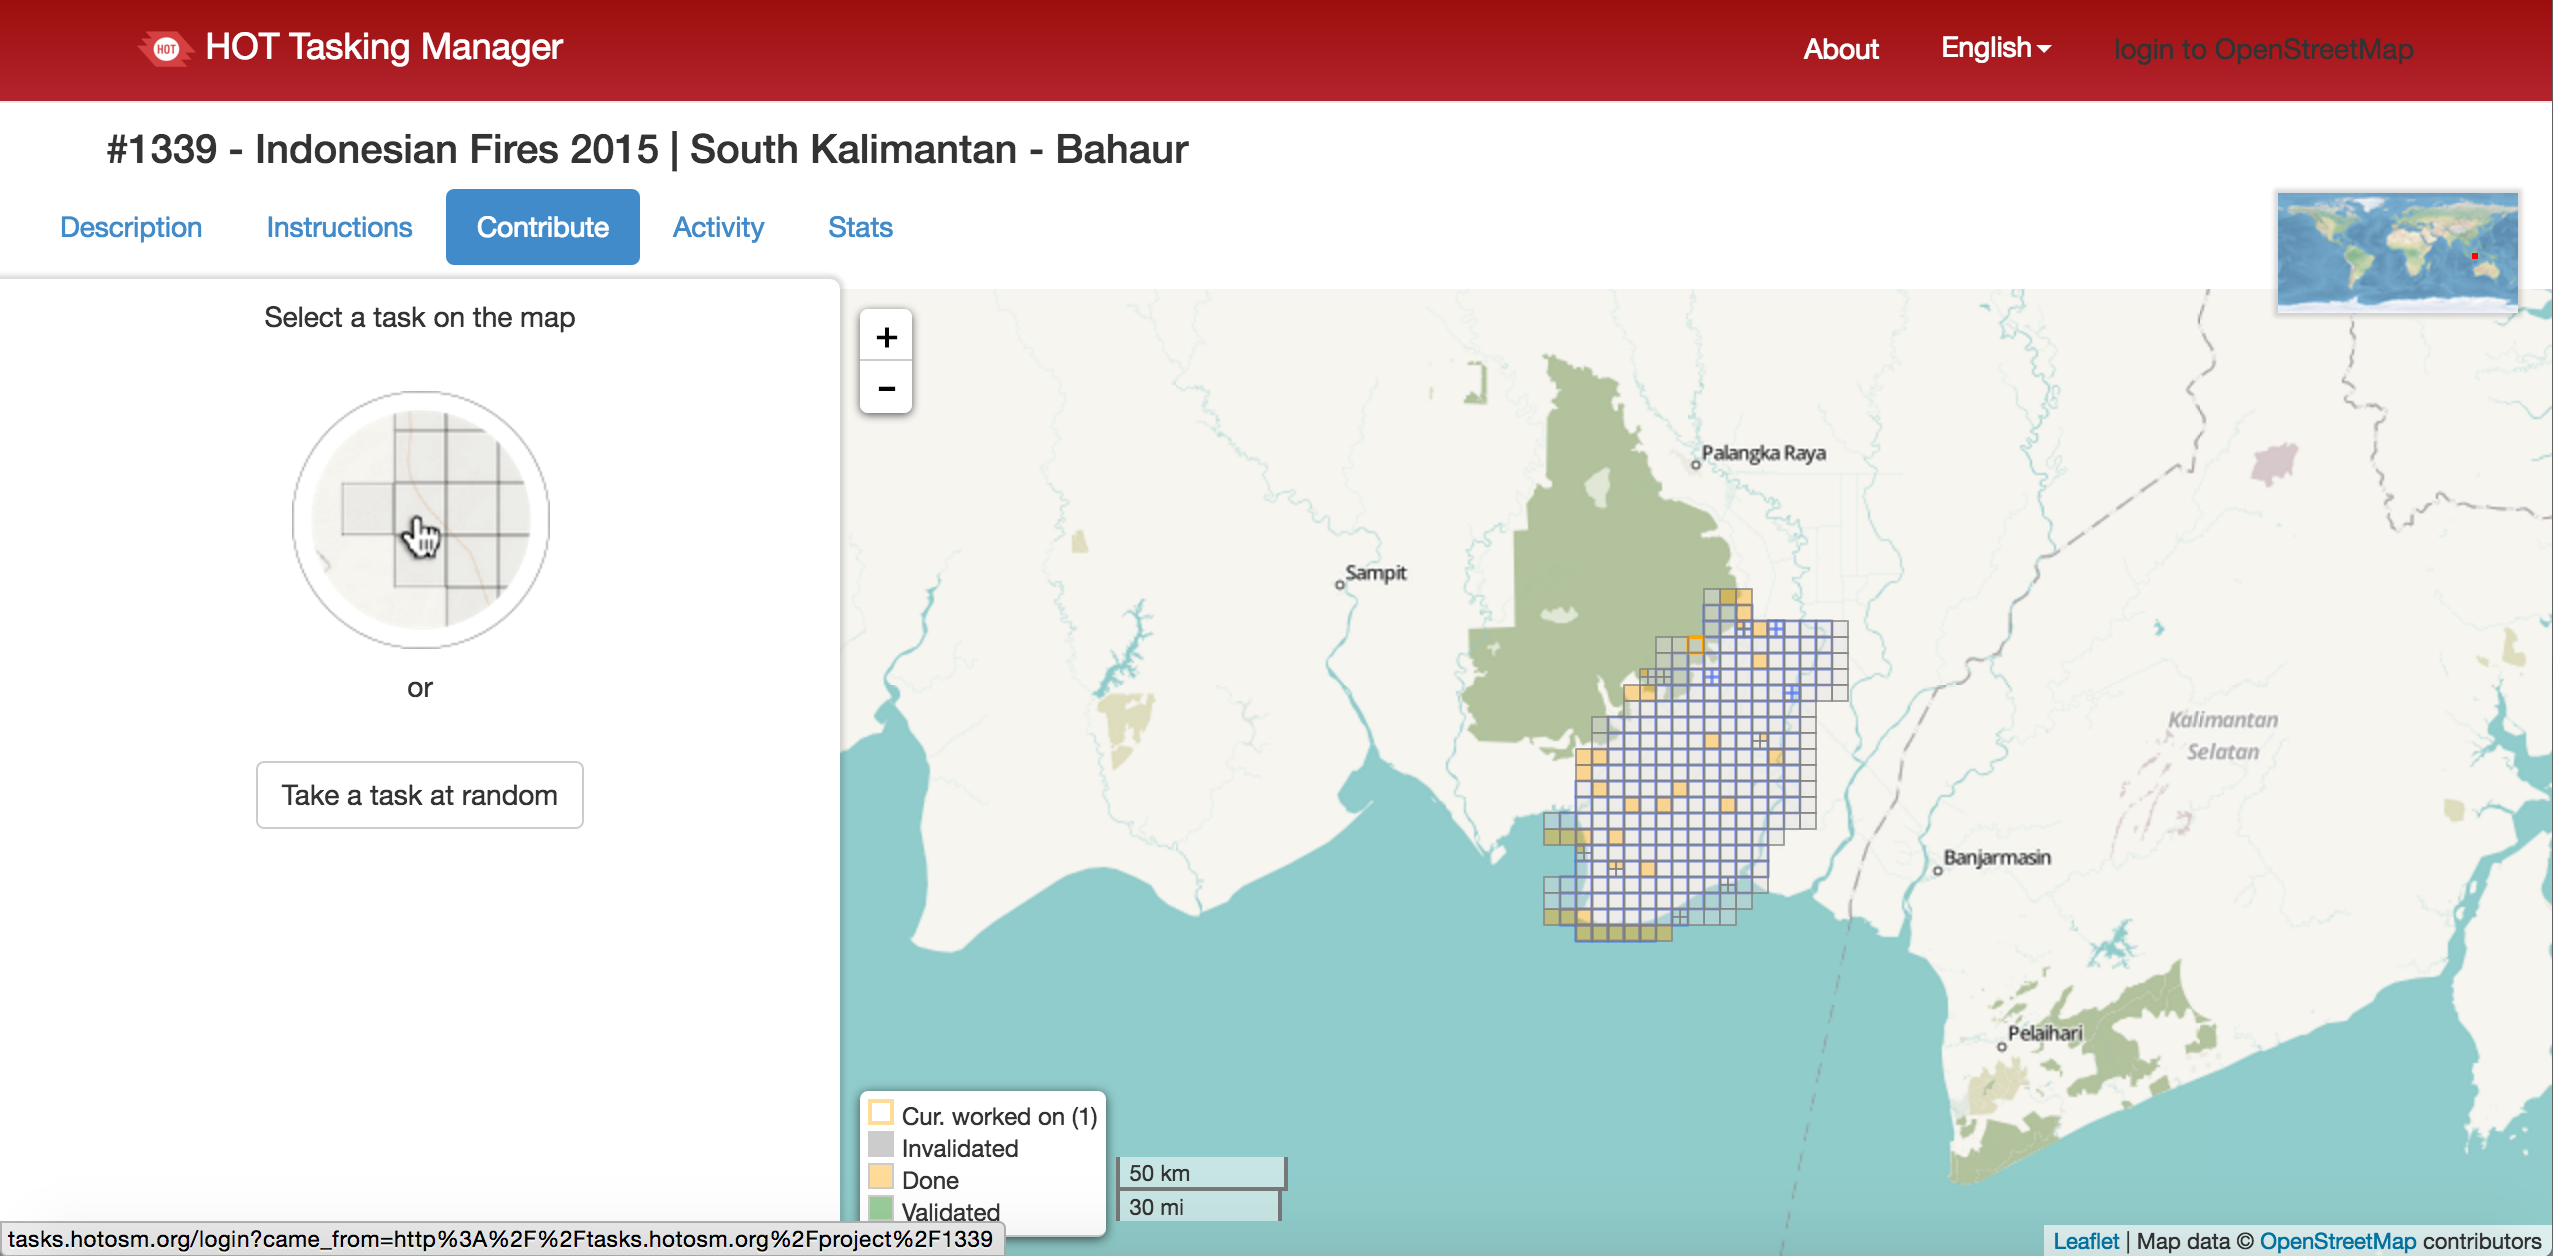 HOT
HOT Tasking Manager
About
English
login to OpenStreetMap
#1339 - Indonesian Fires 2015 | South Kalimantan - Bahaur
Description
Instructions
Contribute
Activity
Stats
Select a task on the map
or
Take a task at random
+
-
Palangka Raya
Sampit
Kalimantan
Selatan
Banjarmasin
Pelaihari
Cur. worked on (1)
Invalidated
Done
Validated
50 km
30 mi
tasks.hotosm.org/login?came_from=http%3A%2F%2Ftasks.hotosm.org%2Fproject%2F1339
Leaflet | Map data © OpenStreetMap contributors